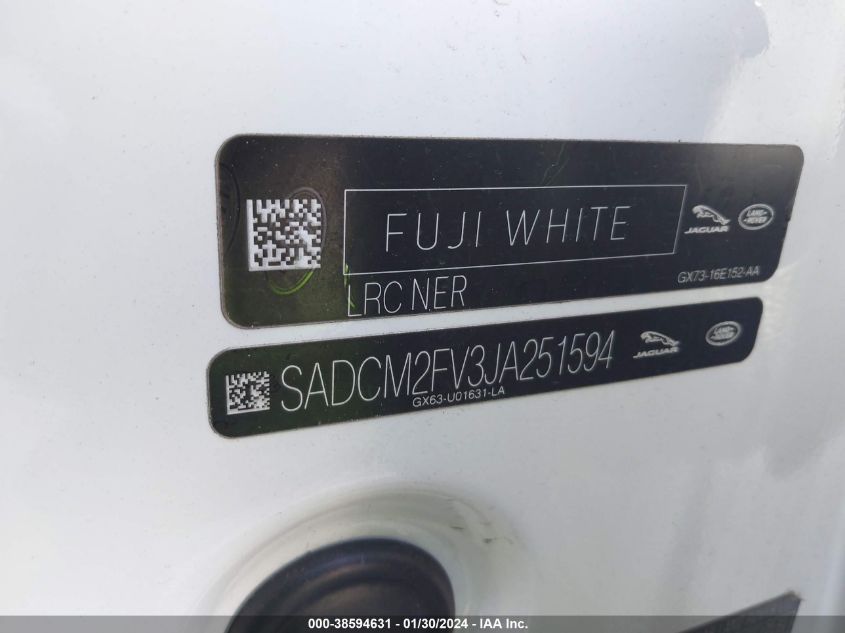 FUJI WHITE
JAGUAR
LAND-
-ROVER
LRC NER
GX73-16E152-AA
SADCM2FV3JA251594
JAGUAR
LAND-
-ROVER
GX63-U01631-LA
000-38594631 - 01/30/2024 - IAA Inc.